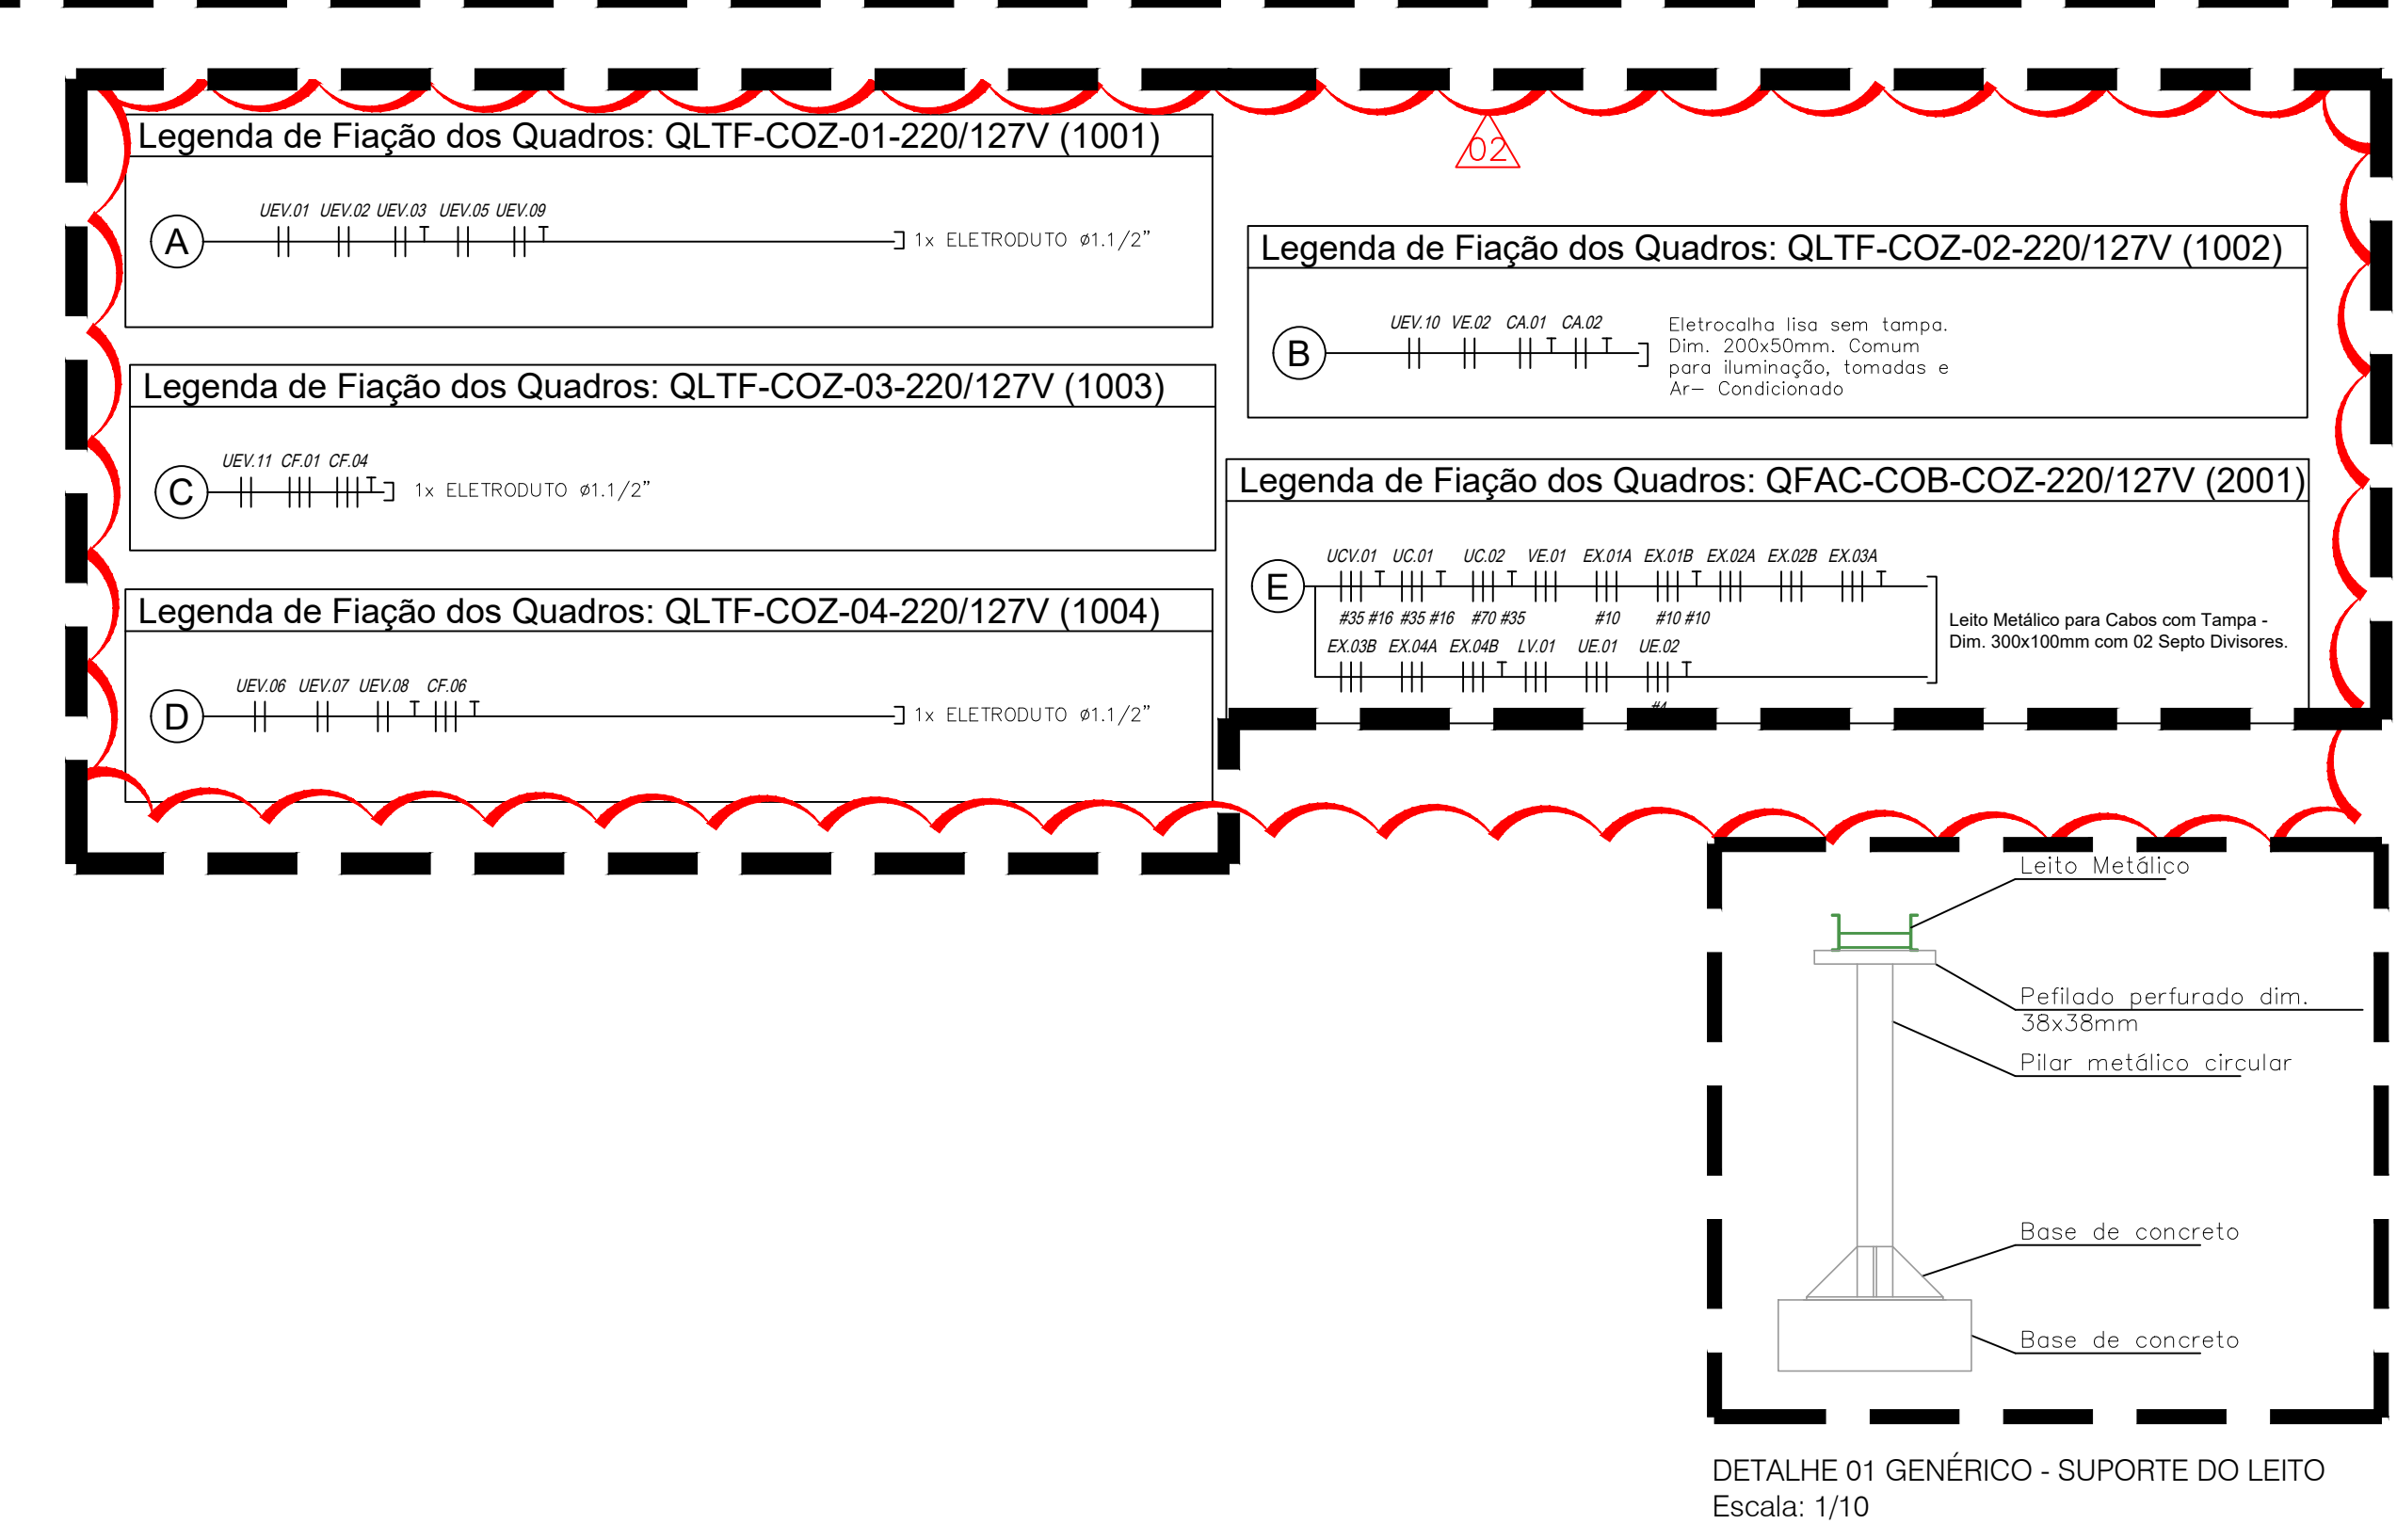 Legenda de Fiação dos Quadros: QLTF-COZ-01-220/127V (1001)
UEV.01 UEV.02 UEV.03 UEV.05 UEV.09
A
1x ELETRODUTO ø1.1/2"
02
Legenda de Fiação dos Quadros: QLTF-COZ-02-220/127V (1002)
UEV.10 VE.02 CA.01 CA.02
B
Eletrocalha lisa sem tampa.
Dim. 200x50mm. Comum
para iluminação, tomadas e
Ar– Condicionado
Legenda de Fiação dos Quadros: QLTF-COZ-03-220/127V (1003)
UEV.11 CF.01 CF.04
C
1x ELETRODUTO ø1.1/2"
Legenda de Fiação dos Quadros: QFAC-COB-COZ-220/127V (2001)
UCV.01 UC.01 UC.02 VE.01 EX.01A EX.01B EX.02A EX.02B EX.03A
E
#35 #16 #35 #16 #70 #35 #10 #10 #10
EX.03B EX.04A EX.04B LV.01 UE.01 UE.02
#4
Leito Metálico para Cabos com Tampa -
Dim. 300x100mm com 02 Septo Divisores.
Legenda de Fiação dos Quadros: QLTF-COZ-04-220/127V (1004)
UEV.06 UEV.07 UEV.08 CF.06
D
1x ELETRODUTO ø1.1/2"
Leito Metálico
Pefilado perfurado dim.
38x38mm
Pilar metálico circular
Base de concreto
Base de concreto
DETALHE 01 GENÉRICO - SUPORTE DO LEITO
Escala: 1/10